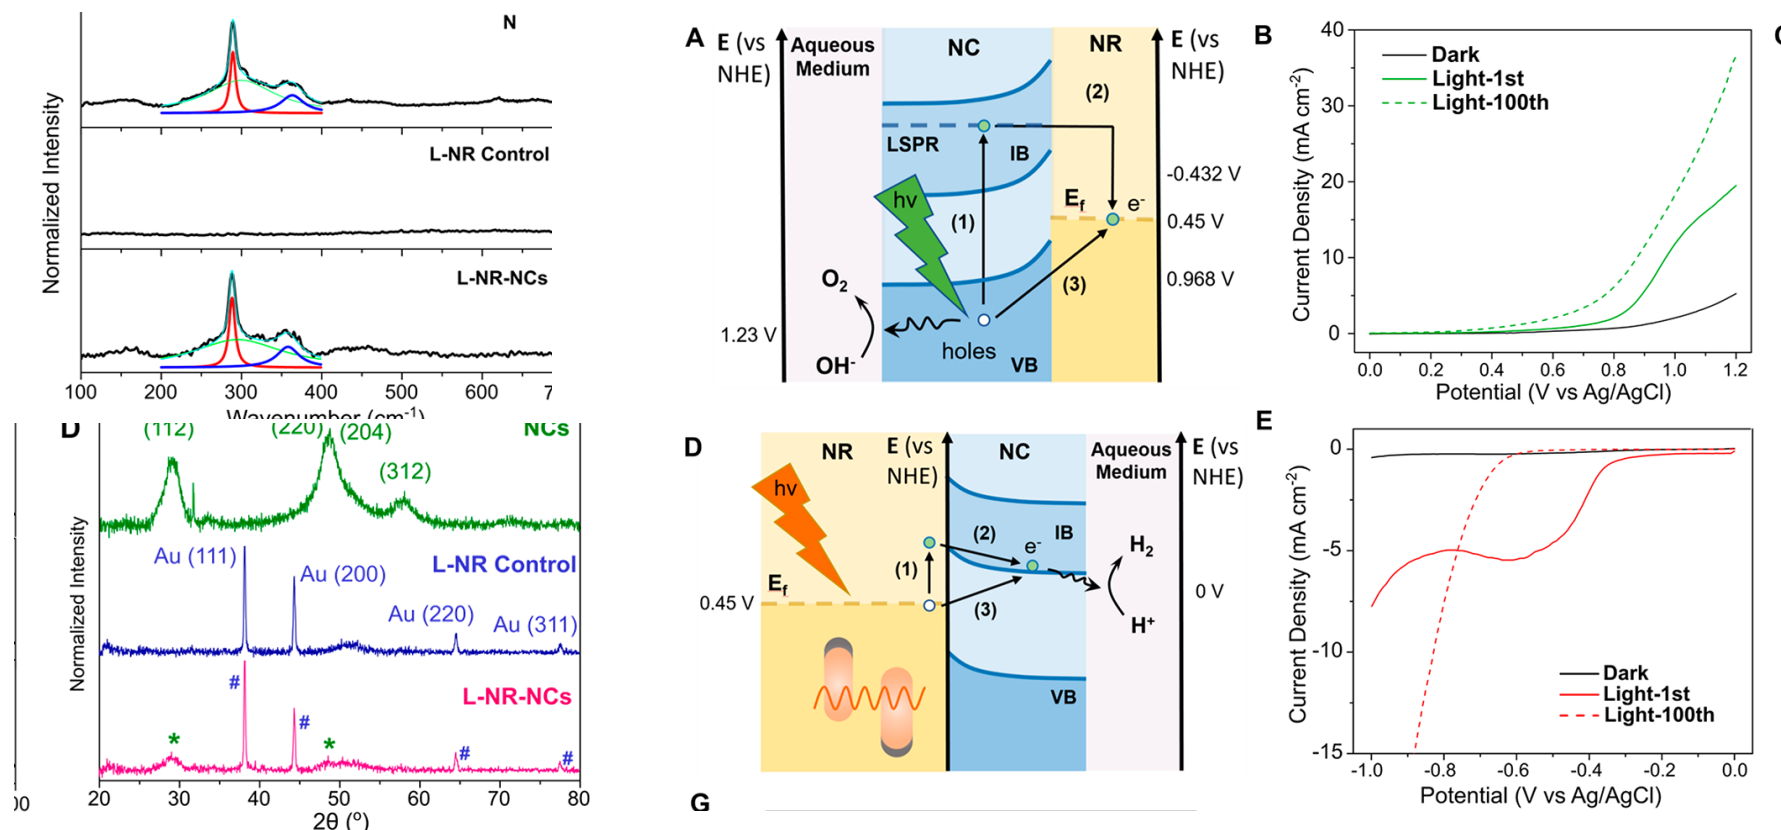 N
L-NR Control
L-NR-NCs
Normalized Intensity
100 200 300 400 500 600 7
Wavenumber (cm-1)
D
(112)
(220)
(204)
(312)
NCs
Au (111)
Au (200)
Au (220)
Au (311)
L-NR Control
L-NR-NCs
#
#
#
#
*
*
Normalized Intensity
20 30 40 50 60 70 80
2θ (º)
00
A
E (vs
NHE)
Aqueous
Medium
NC
NR
E (vs
NHE)
(2)
LSPR
IB
-0.432 V
hν
Ef
e-
0.45 V
(1)
O2
(3)
0.968 V
1.23 V
holes
OH-
VB
B
40
30
20
10
0
Dark
Light-1st
Light-100th
Current Density (mA cm-2)
0.0 0.2 0.4 0.6 0.8 1.0 1.2
Potential (V vs Ag/AgCl)
D
NR
E (vs
NHE)
NC
Aqueous
Medium
E (vs
NHE)
hν
(2)
IB
e-
H2
(1)
Ef
0.45 V
(3)
0 V
H+
VB
E
0
-5
-10
-15
Current Density (mA cm-2)
Dark
Light-1st
Light-100th
-1.0 -0.8 -0.6 -0.4 -0.2 0.0
Potential (V vs Ag/AgCl)
G